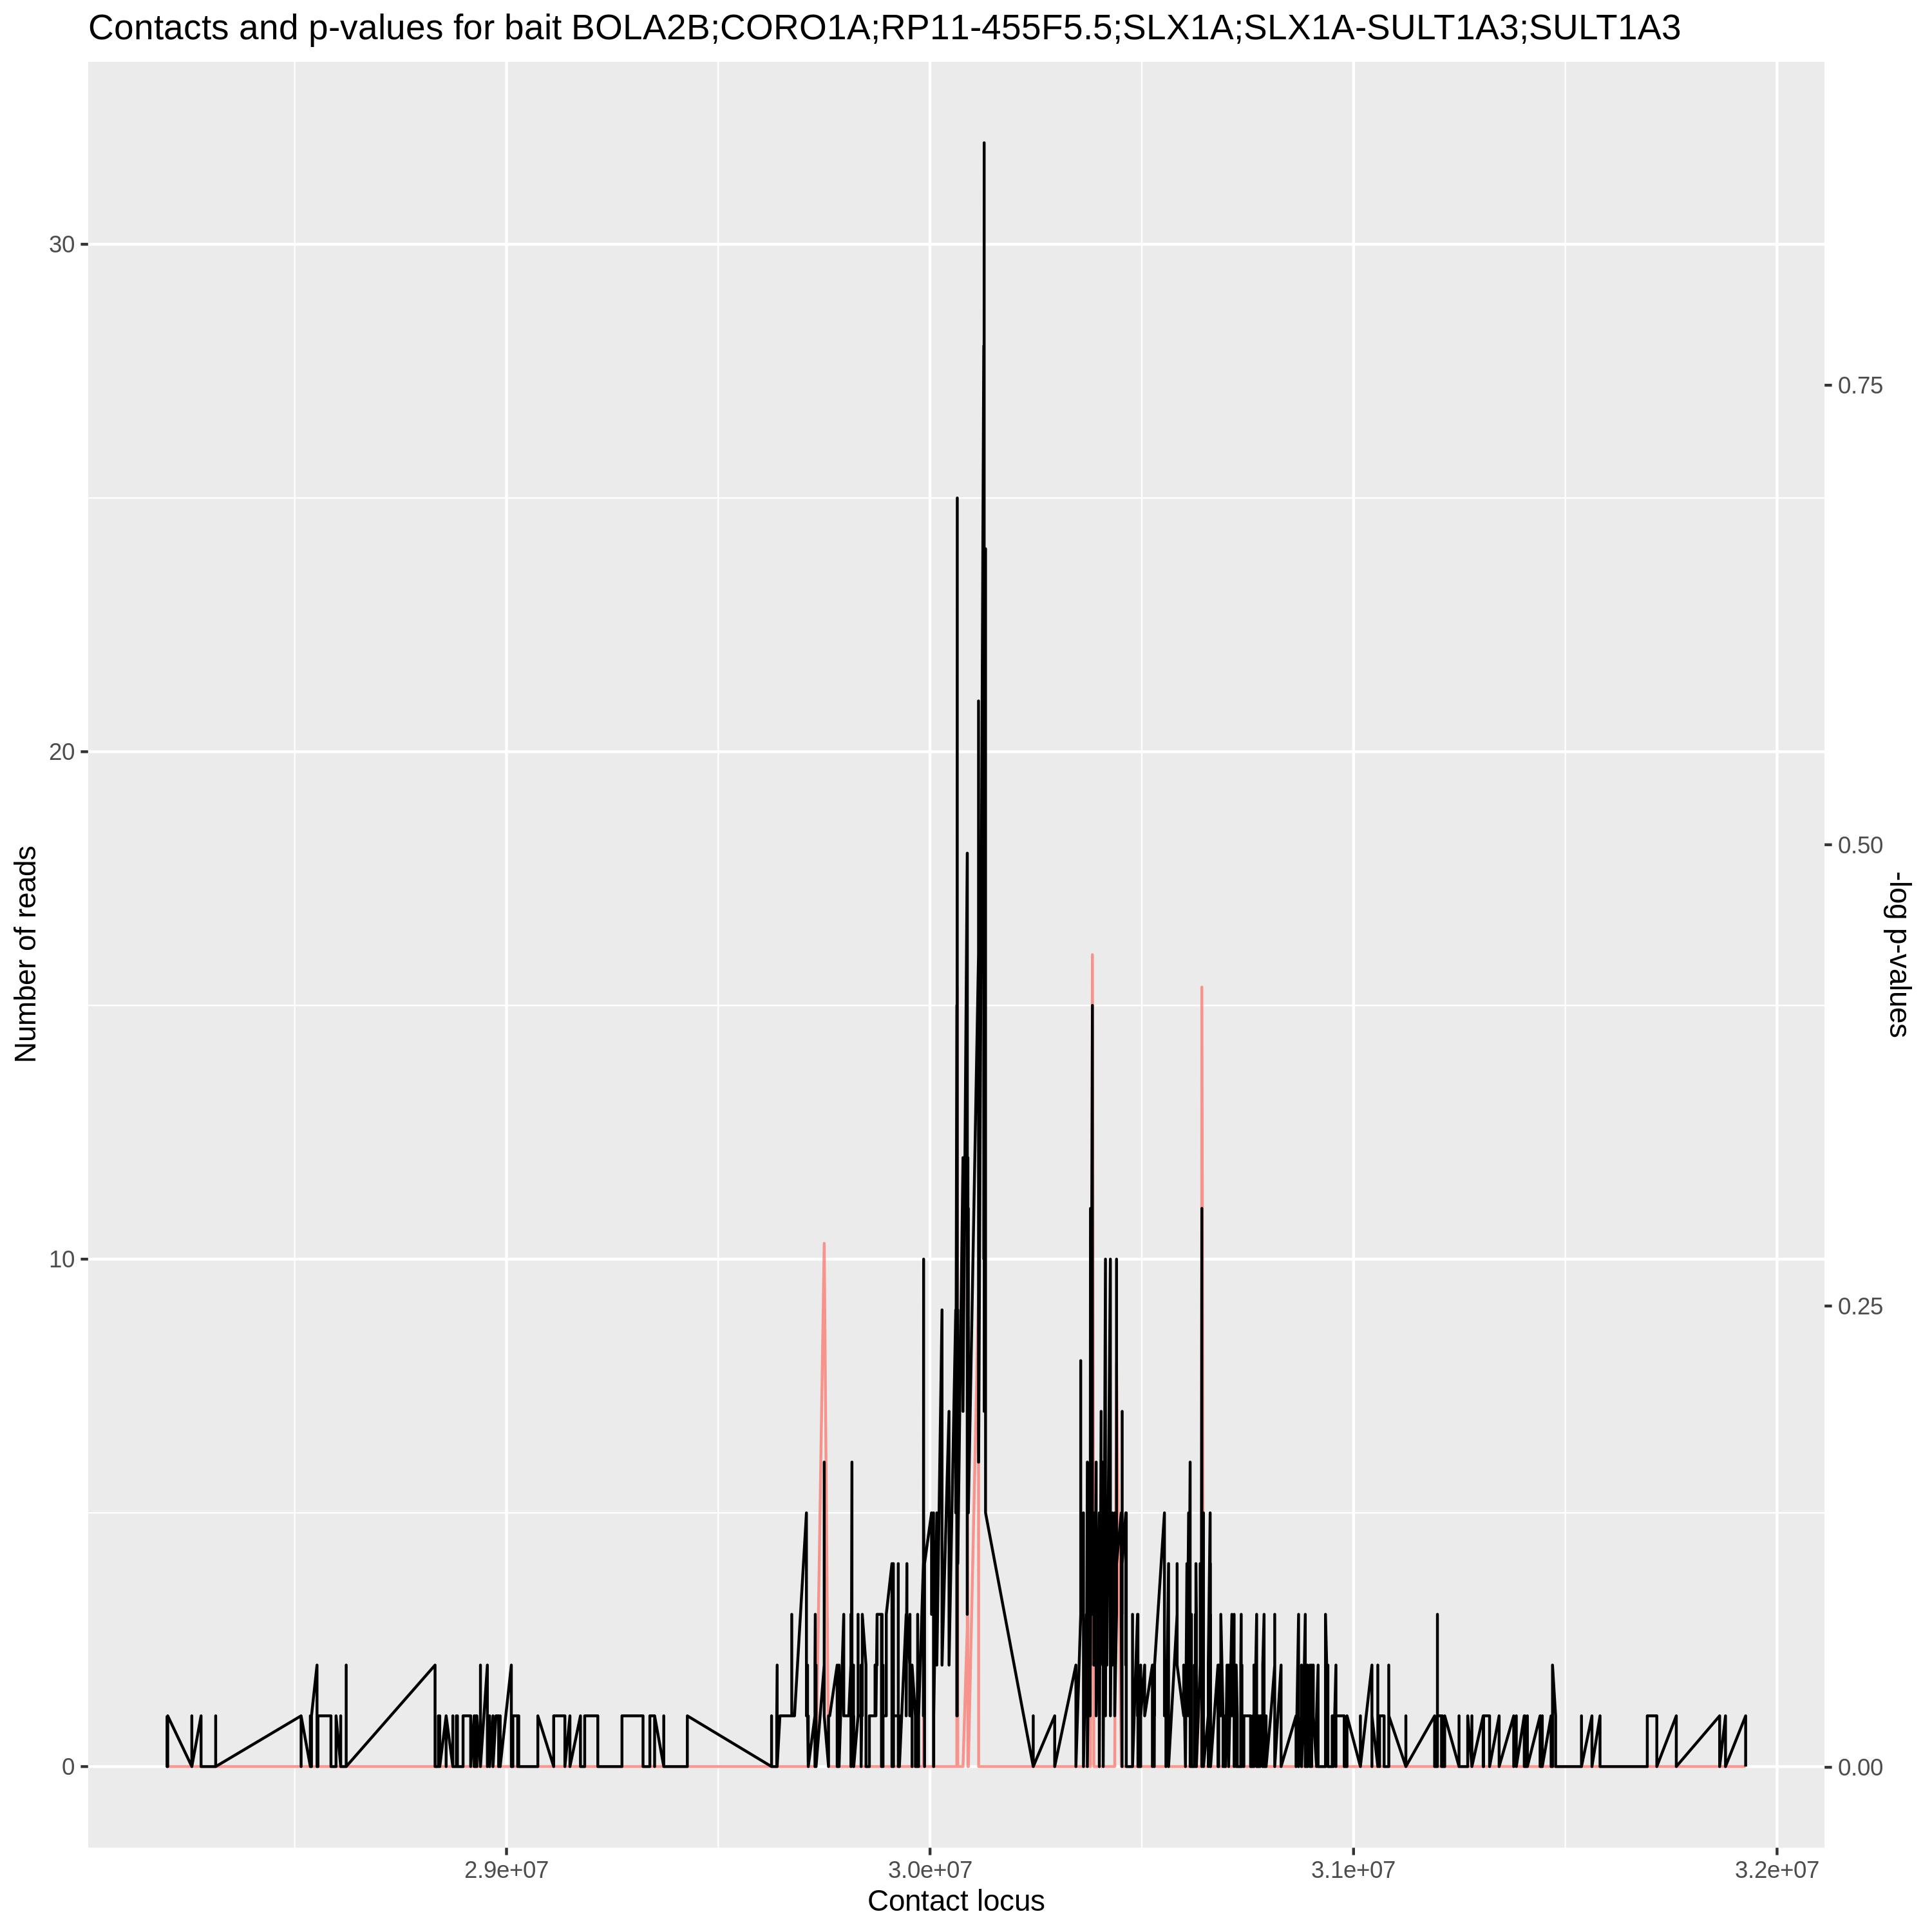 Contacts and p-values for bait BOLA2B;CORO1A;RP11-455F5.5;SLX1A;SLX1A-SULT1A3;SULT1A3
30
20
10
0
Number of reads
0.75
0.50
0.25
0.00
-log p-values
2.9e+07
3.0e+07
3.1e+07
3.2e+07
Contact locus